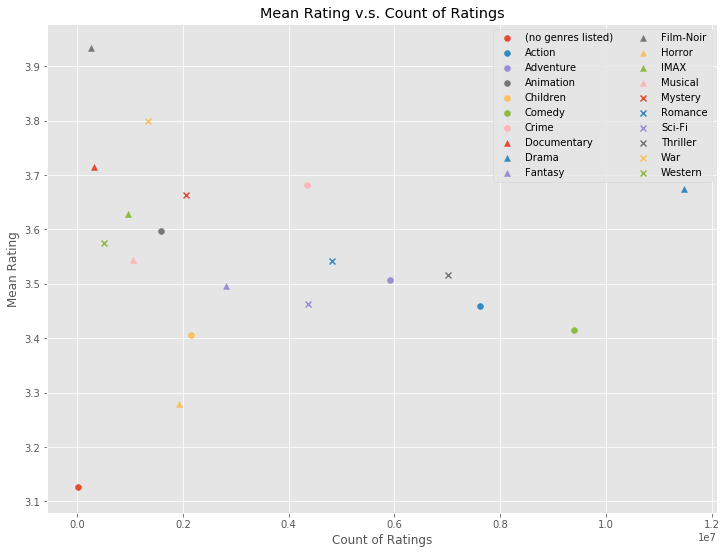 Mean Rating v.s. Count of Ratings
(no genres listed)
Action
Adventure
Animation
Children
Comedy
Crime
Documentary
Drama
Fantasy
Film-Noir
Horror
IMAX
Musical
Mystery
Romance
Sci-Fi
Thriller
War
Western
Mean Rating
3.9
3.8
3.7
3.6
3.5
3.4
3.3
3.2
3.1
0.0
0.2
0.4
0.6
0.8
1.0
1.2
1e7
Count of Ratings